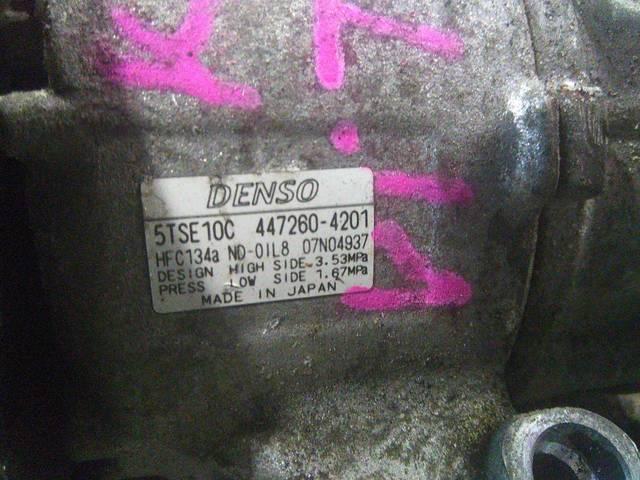 DENSO
5TSE10C 447260-4201
HFC134a ND-OIL8 07N04937
DESIGN HIGH SIDE 3.53MPa
PRESS LOW SIDE 1.67MPa
MADE IN JAPAN